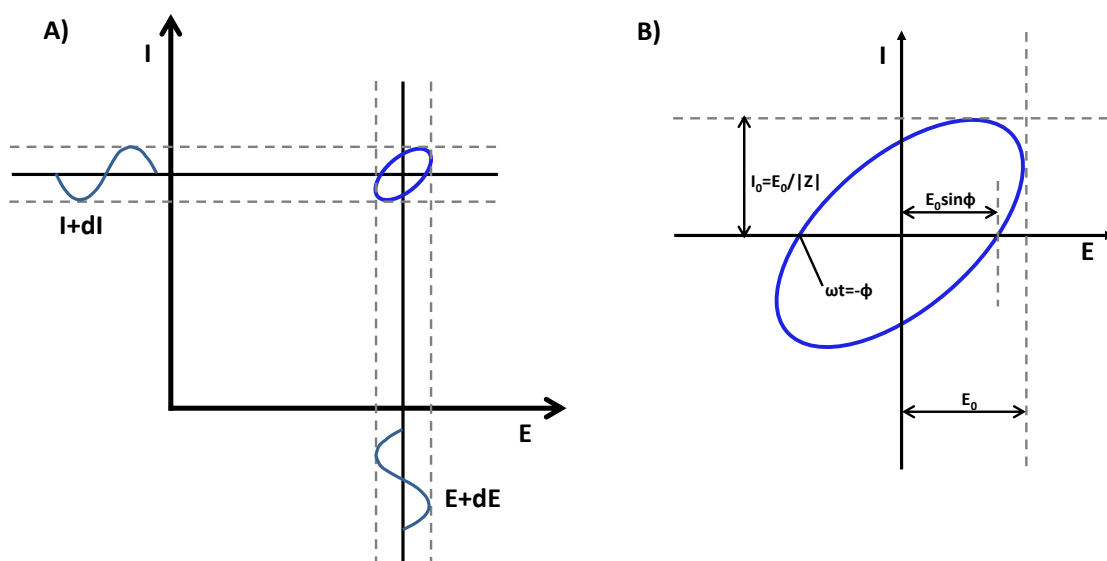 A)
I
I+dI
E
E+dE
B)
I
I₀=E₀/|Z|
E₀sinϕ
E
ωt=-ϕ
E₀